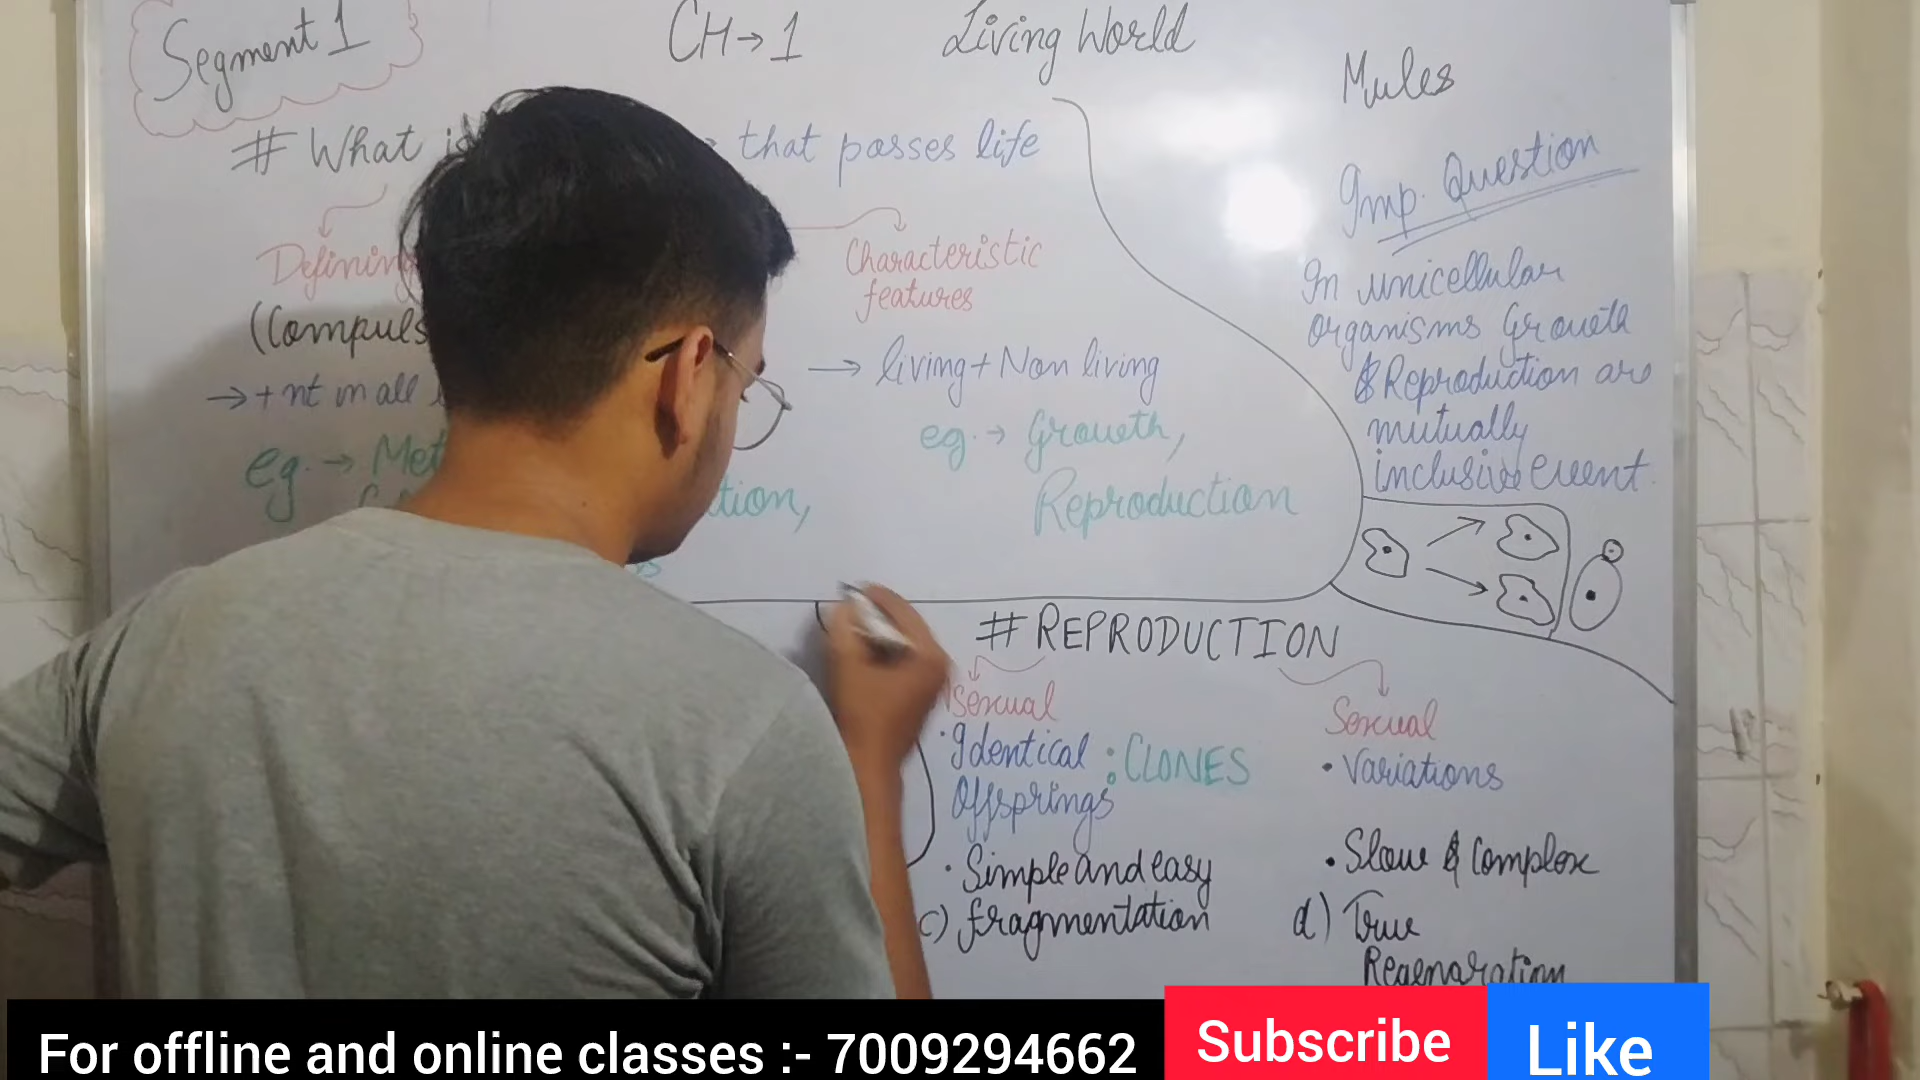 Segment 1
CH→1
Living World
# What is
that passes life
Defining
Characteristic
features
(Compuls
→ +nt in all
→ living + Non living
eg. → Met
eg. → Growth,
tion,
Reproduction
Mules
Imp. Question
In unicellular
organisms Growth
& Reproduction are
mutually
inclusive event.
# REPRODUCTION
Sexual
• Identical : CLONES
Offsprings
• Simple and easy
c) fragmentation
Sexual
• Variations
• Slow & Complex
d) True
Regenaration
For offline and online classes :- 7009294662
Subscribe
Like